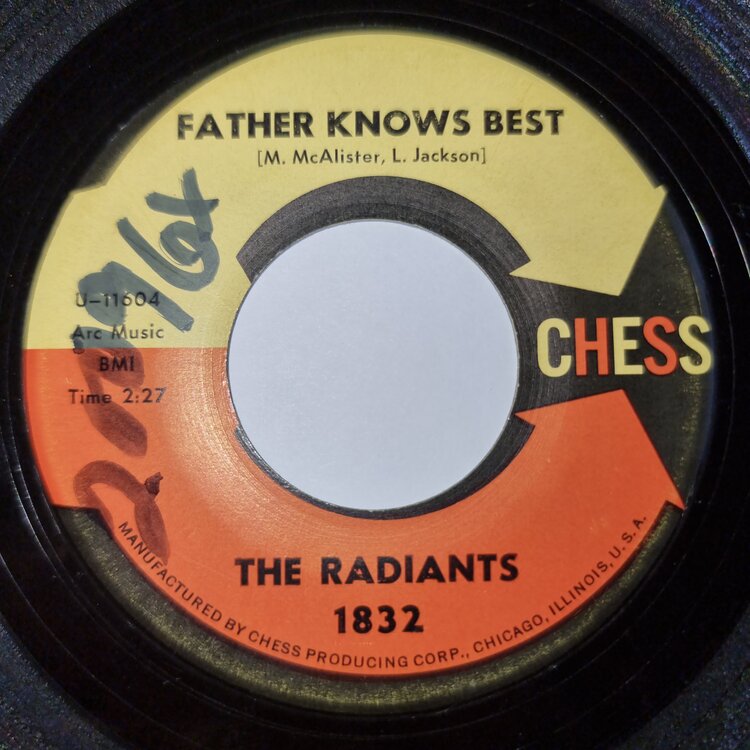 FATHER KNOWS BEST
[M. McAlister, L. Jackson]
U-11604
Arc Music
BMI
Time 2:27
CHESS
THE RADIANTS
1832
MANUFACTURED BY CHESS PRODUCING CORP., CHICAGO, ILLINOIS, U.S.A.